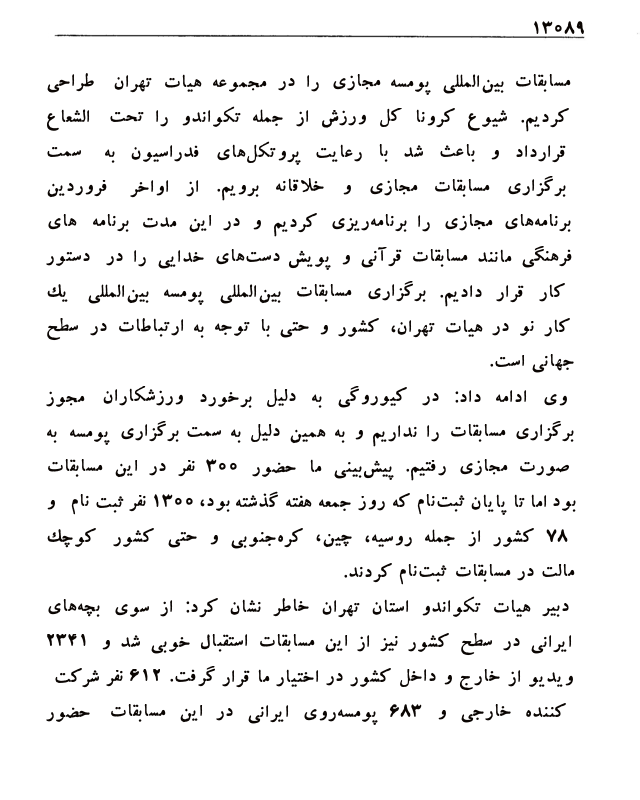 ۱۳۰۸۹
مسابقات بین‌المللی پومسه مجازی را در مجموعه هیات تهران طراحی
کردیم. شیوع کرونا کل ورزش از جمله تکواندو را تحت الشعاع
قرارداد و باعث شد با رعایت پروتکل‌های فدراسیون به سمت
برگزاری مسابقات مجازی و خلاقانه برویم. از اواخر فروردین
برنامه‌های مجازی را برنامه‌ریزی کردیم و در این مدت برنامه های
فرهنگی مانند مسابقات قرآنی و پویش دست‌های خدایی را در دستور
کار قرار دادیم. برگزاری مسابقات بین‌المللی پومسه بین‌المللی یك
کار نو در هیات تهران، کشور و حتی با توجه به ارتباطات در سطح
جهانی است.
وی ادامه داد: در کیوروگی به دلیل برخورد ورزشکاران مجوز
برگزاری مسابقات را نداریم و به همین دلیل به سمت برگزاری پومسه به
صورت مجازی رفتیم. پیش‌بینی ما حضور ۳۰۰ نفر در این مسابقات
بود اما تا پایان ثبت‌نام که روز جمعه هفته گذشته بود، ۱۳۰۰ نفر ثبت نام و
۷۸ کشور از جمله روسیه، چین، کره‌جنوبی و حتی کشور کوچك
مالت در مسابقات ثبت‌نام کردند.
دبیر هیات تکواندو استان تهران خاطر نشان کرد: از سوی بچه‌های
ایرانی در سطح کشور نیز از این مسابقات استقبال خوبی شد و ۲۳۴۱
ویدیو از خارج و داخل کشور در اختیار ما قرار گرفت. ۶۱۲ نفر شرکت
کننده خارجی و ۶۸۳ پومسه‌روی ایرانی در این مسابقات حضور